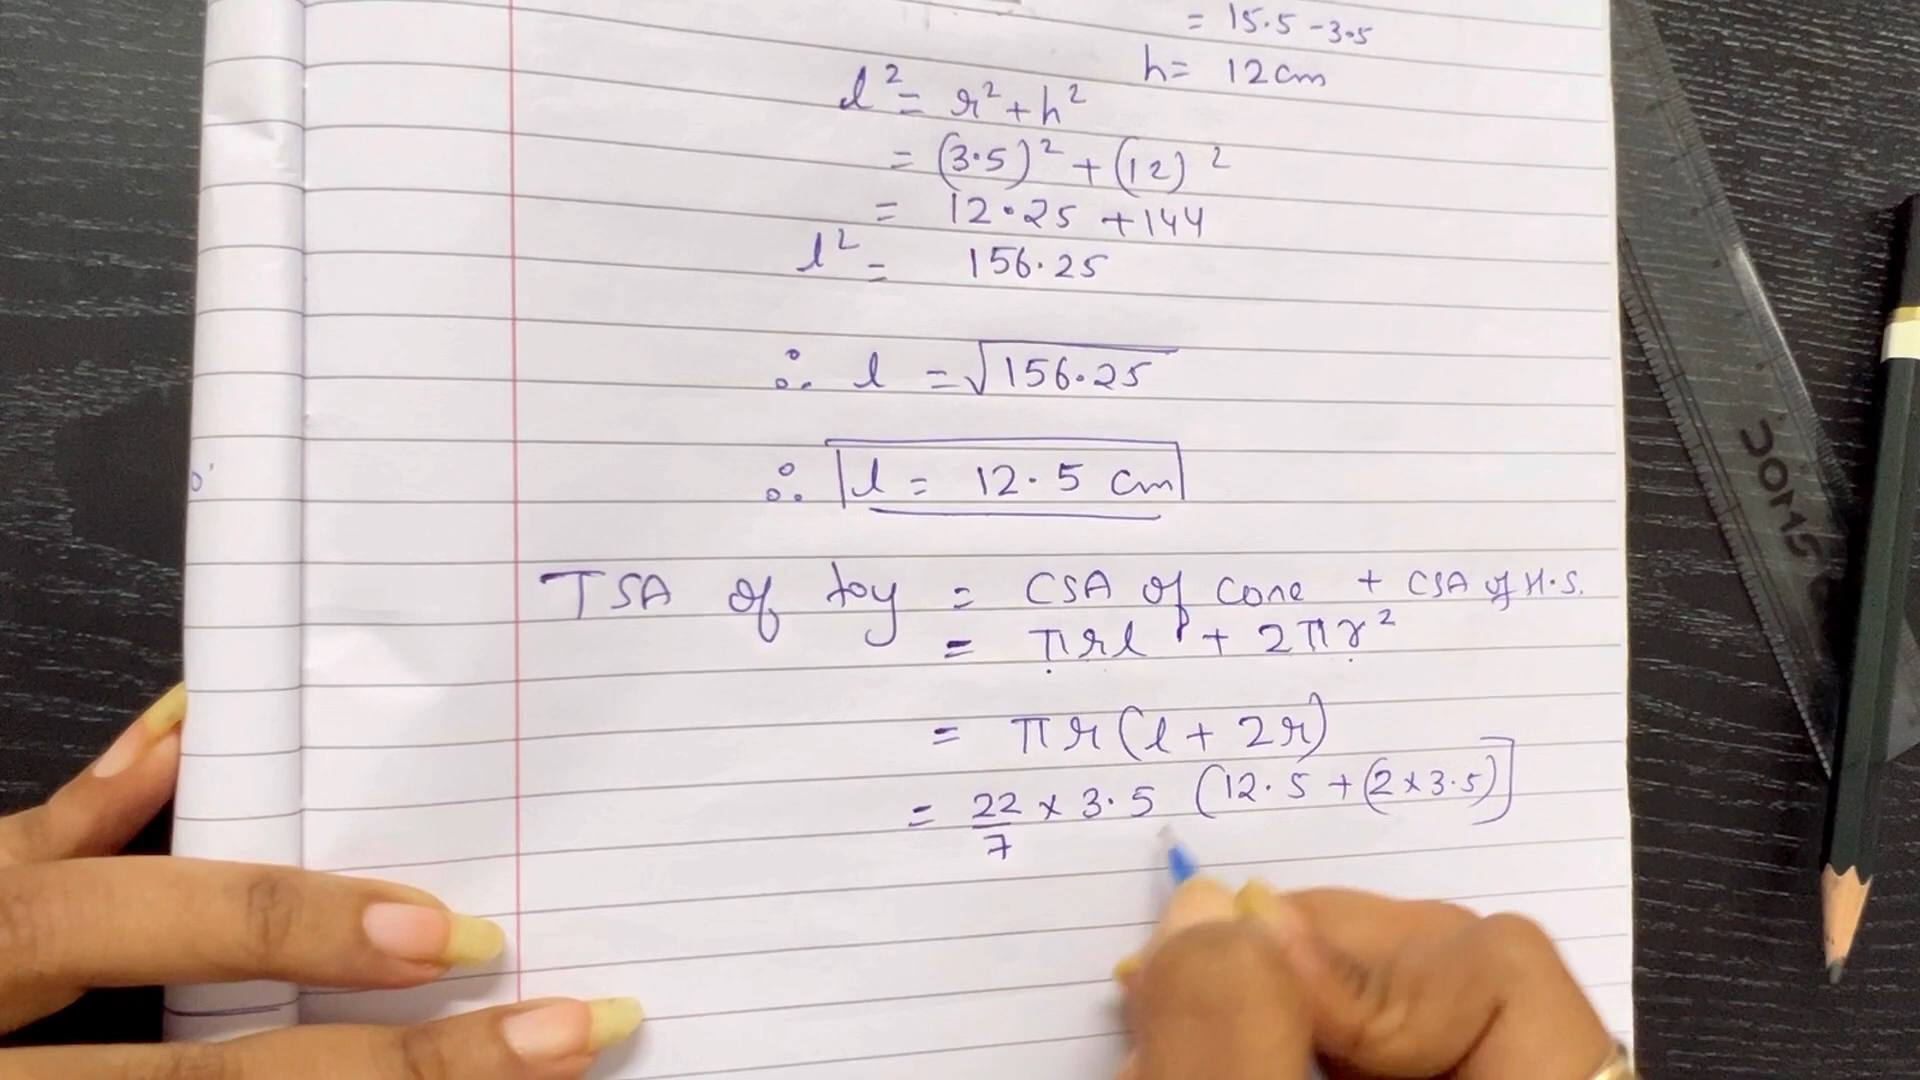 = 15.5 - 3.5
h = 12 cm
l² = r² + h²
= (3.5)² + (12)²
= 12.25 + 144
l² = 156.25
∴ l = √156.25
∴ l = 12.5 cm
TSA of toy = CSA of Cone + CSA of H.S.
= πrl + 2πr²
= πr(l + 2r)
= 22/7 × 3.5 (12.5 + (2 × 3.5)]
DOMS